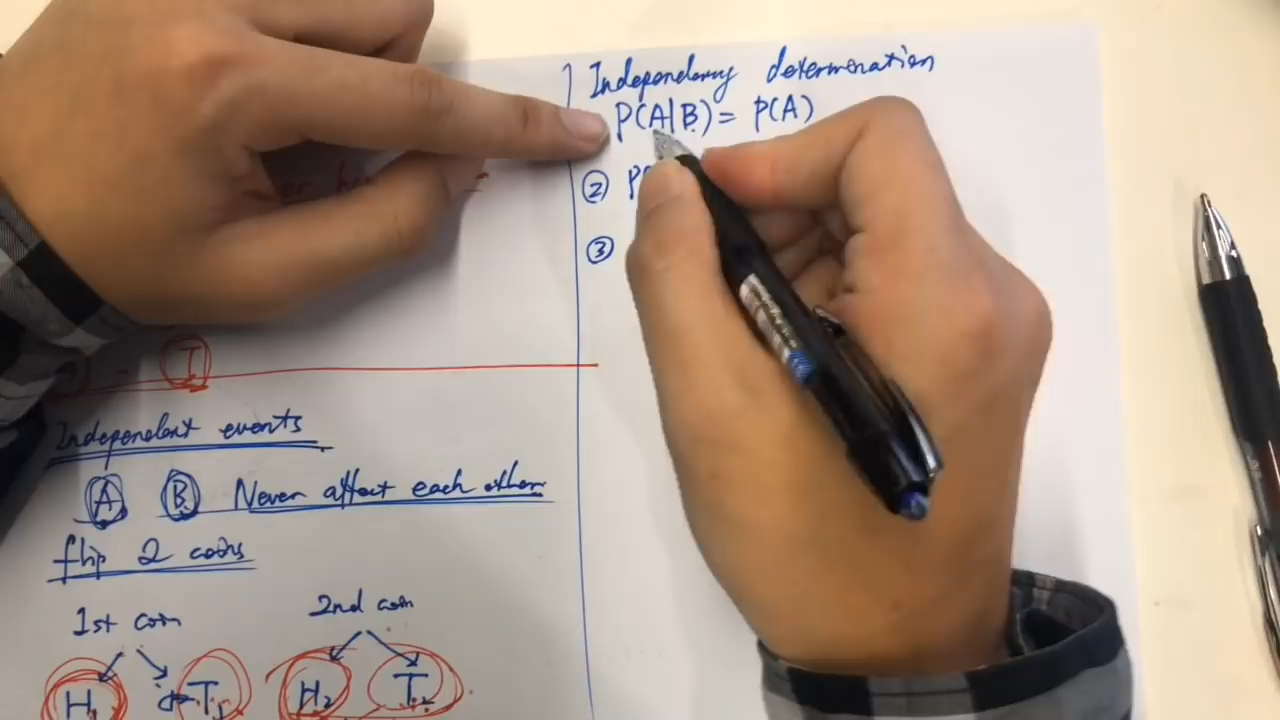 Independency determination
P(A|B) = P(A)
② P(
③
T
Independent events
A B Never affect each other
flip 2 coins
1st coin 2nd coin
H₁ T₁ H₂ T₂